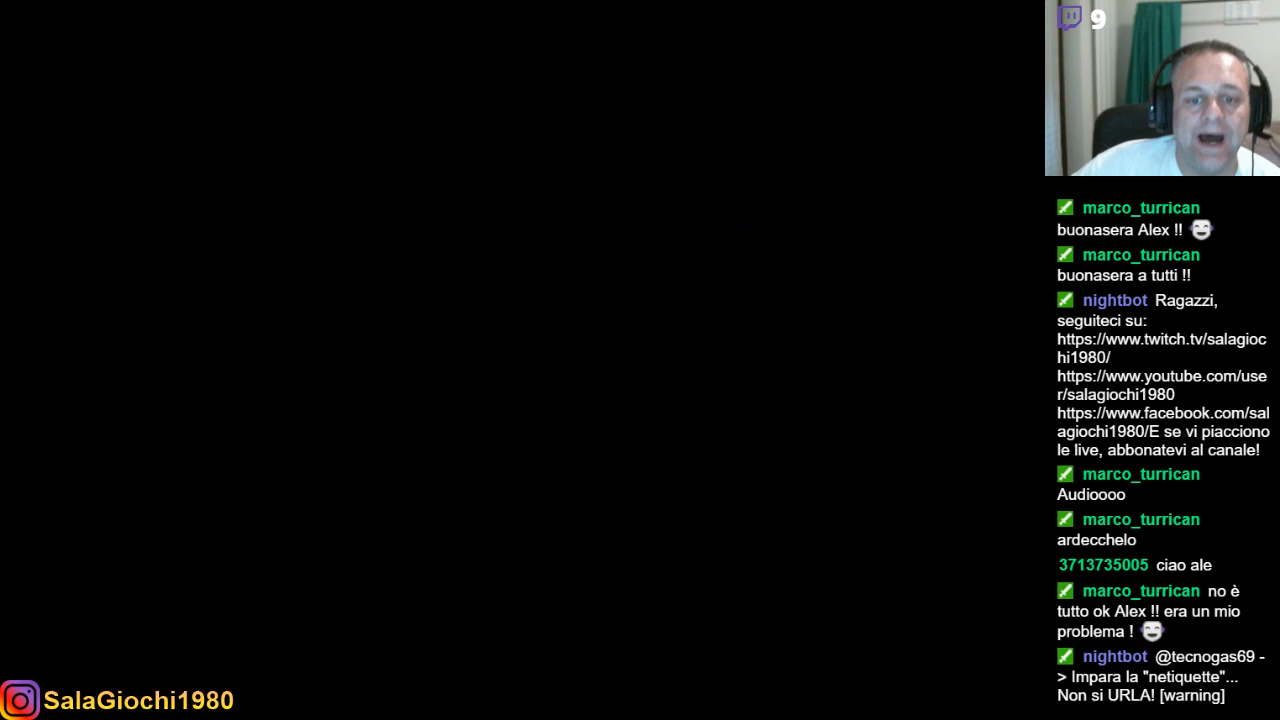 9
marco_turrican
buonasera Alex !!
marco_turrican
buonasera a tutti !!
nightbot Ragazzi,
seguiteci su:
https://www.twitch.tv/salagioc
hi1980/
https://www.youtube.com/use
r/salagiochi1980
https://www.facebook.com/sal
agiochi1980/E se vi piacciono
le live, abbonatevi al canale!
marco_turrican
Audioooo
marco_turrican
ardecchelo
3713735005 ciao ale
marco_turrican no è
tutto ok Alex !! era un mio
problema !
nightbot @tecnogas69 -
> Impara la "netiquette"...
Non si URLA! [warning]
SalaGiochi1980